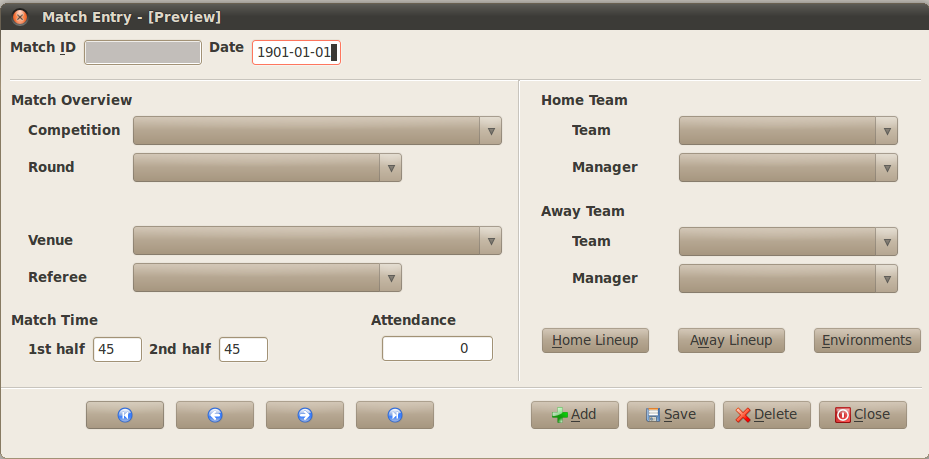 Match Entry - [Preview]
Match ID Date 1901-01-01
Match Overview
Competition
Round
Venue
Referee
Match Time
1st half 45 2nd half 45
Attendance
0
Home Team
Team
Manager
Away Team
Team
Manager
Home Lineup Away Lineup Environments
Add Save Delete Close